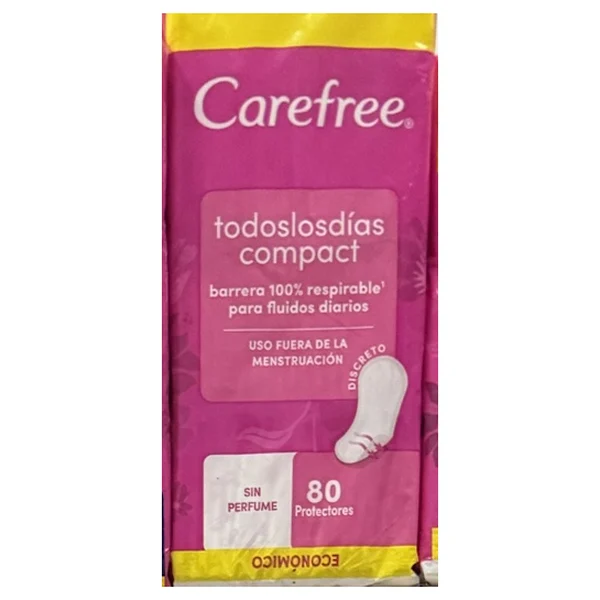 Carefree®
todoslosdías
compact
barrera 100% respirable¹
para fluidos diarios
USO FUERA DE LA
MENSTRUACIÓN
DISCRETO
SIN
PERFUME
80
Protectores
ECONÓMICO